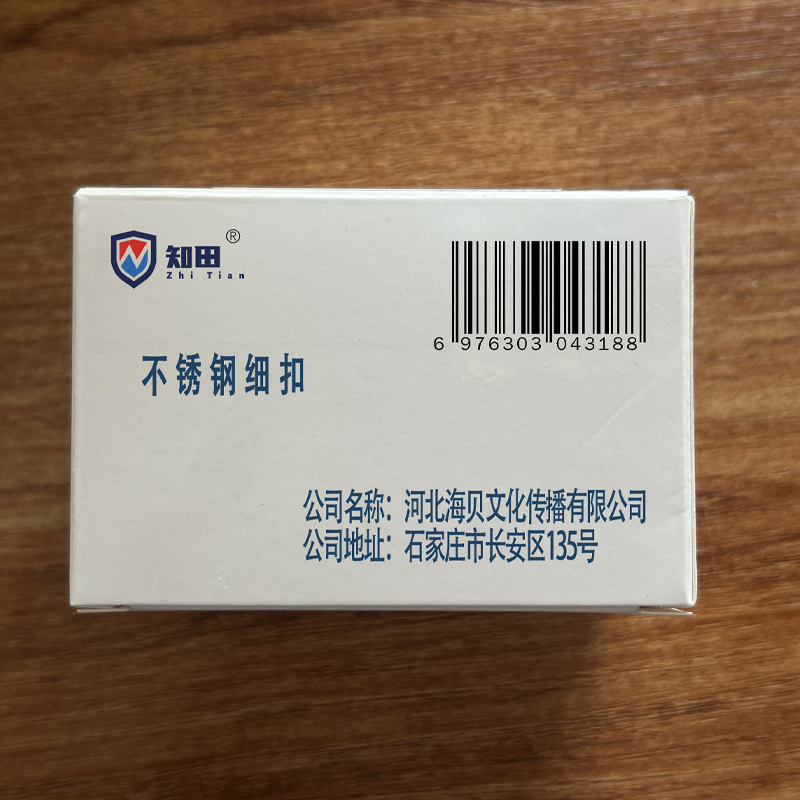 知田®
Zhi Tian
6 976303 043188
不锈钢细扣
公司名称：河北海贝文化传播有限公司
公司地址：石家庄市长安区135号